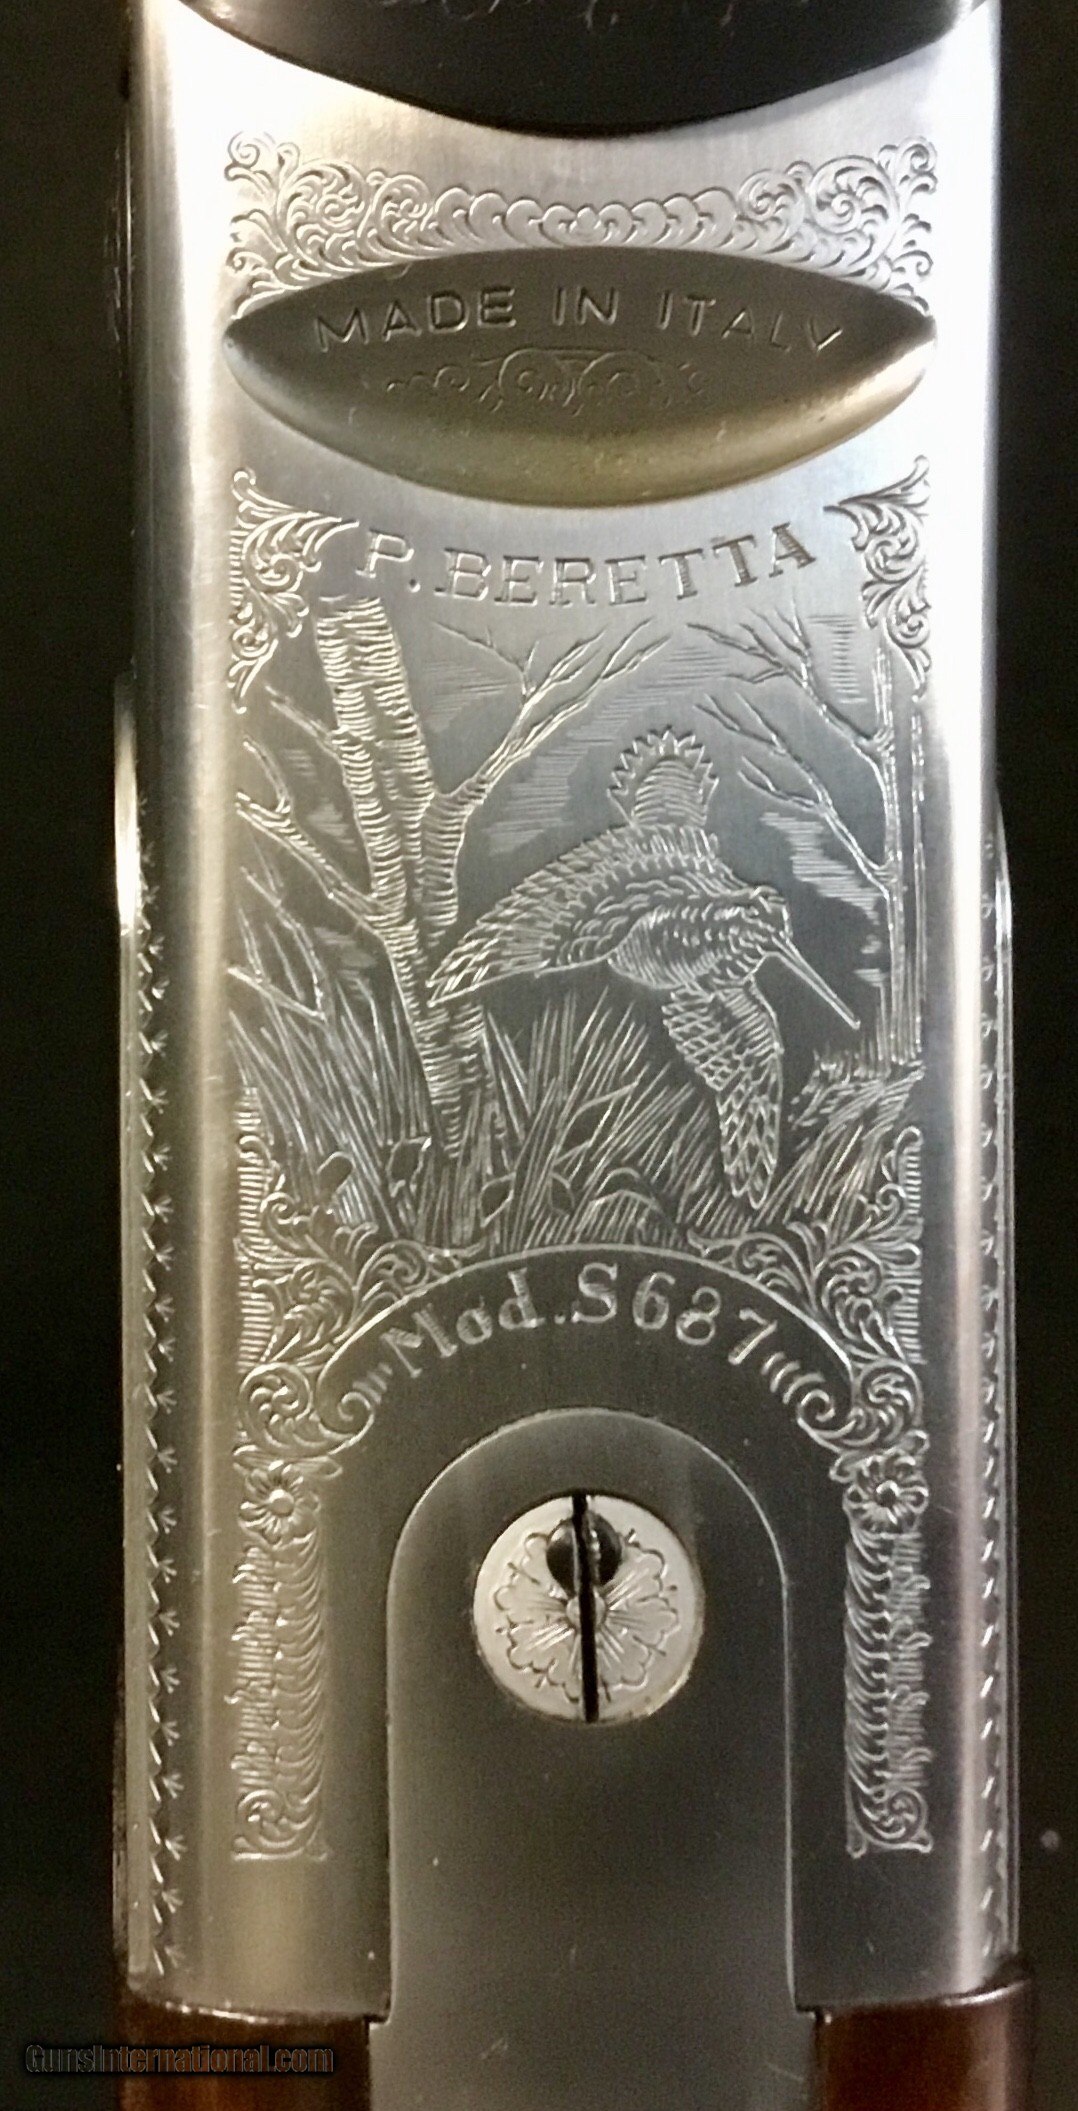 MADE IN ITALY
P. BERETTA
Mod. S687
GunsInternational.com